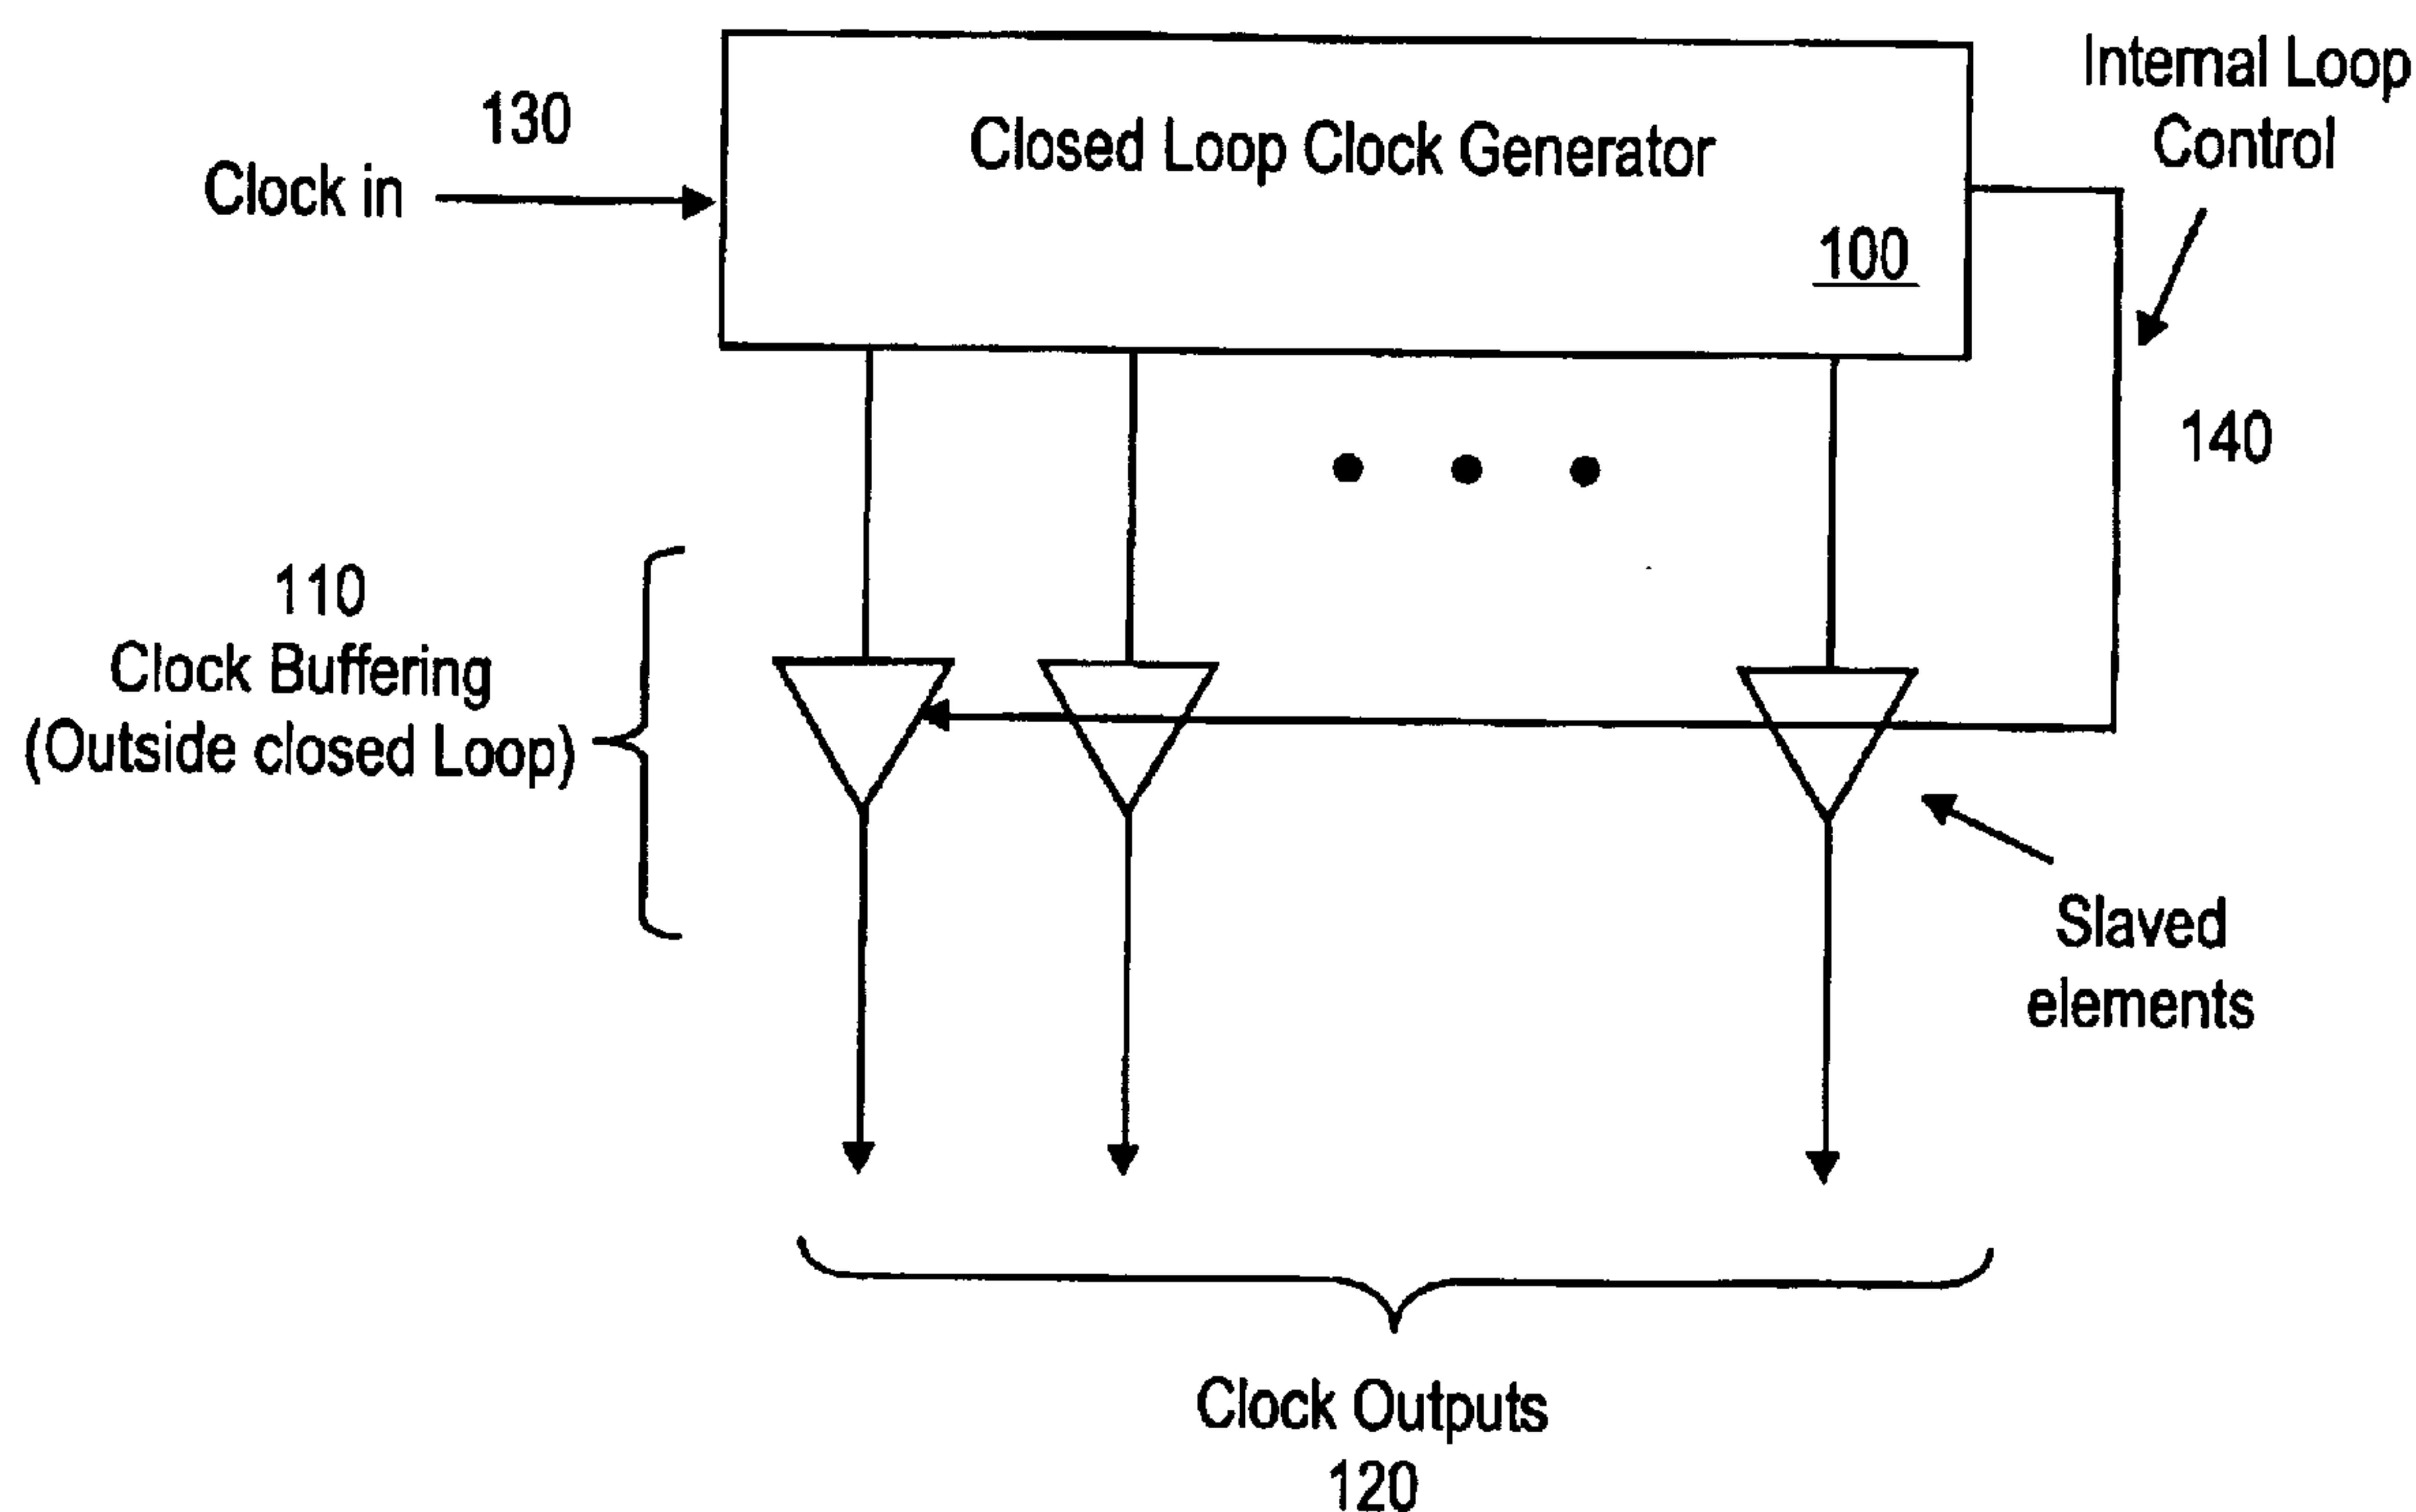 130
Clock in
Closed Loop Clock Generator
100
Internal Loop
Control
140
110
Clock Buffering
(Outside closed Loop)
Slaved
elements
Clock Outputs
120